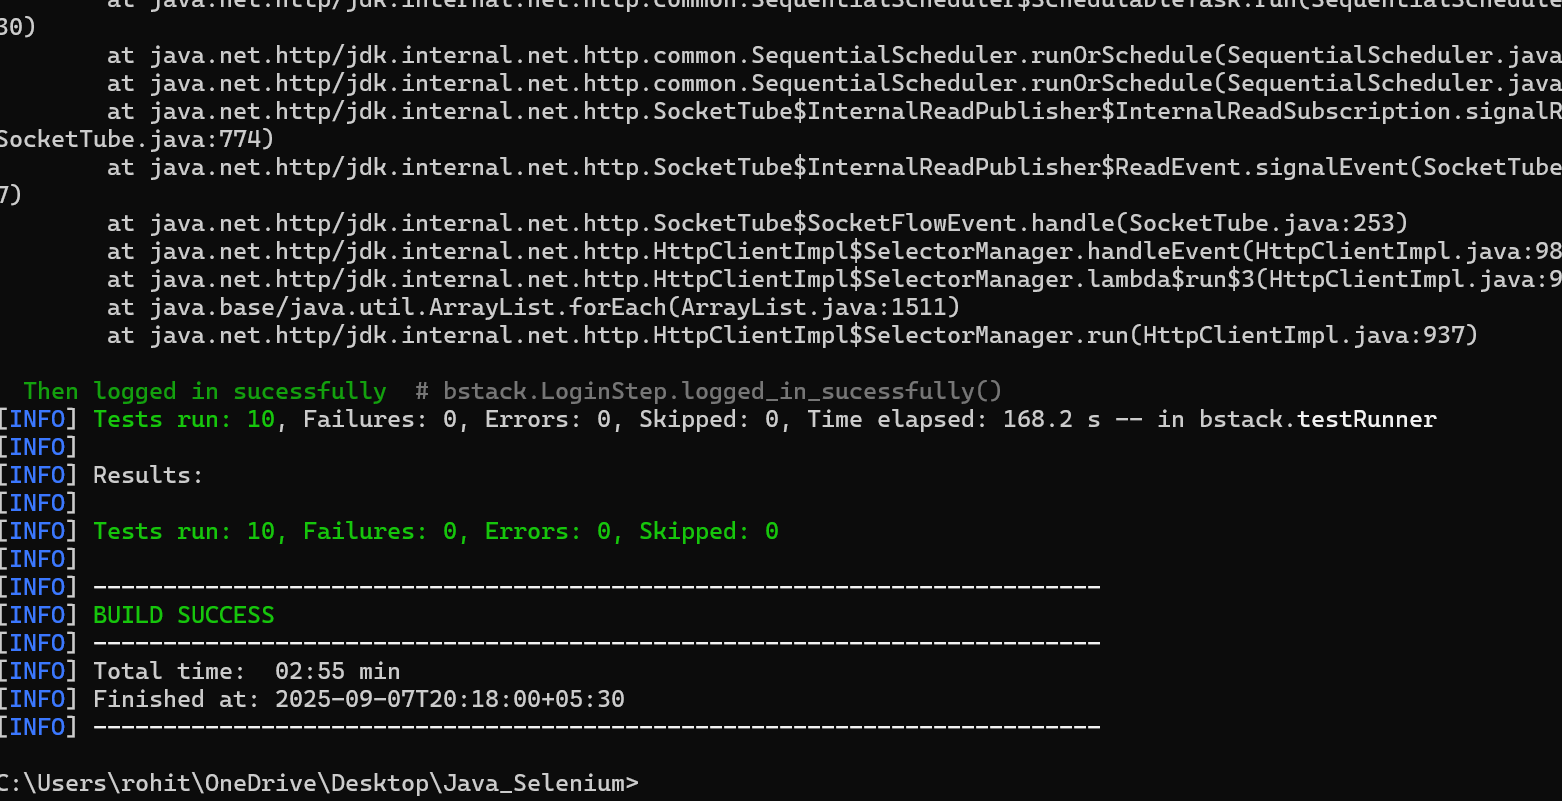 at java.net.http/jdk.internal.net.http.common.SequentialScheduler$SchedulableTask.run(SequentialSchedule
30)
at java.net.http/jdk.internal.net.http.common.SequentialScheduler.runOrSchedule(SequentialScheduler.java
at java.net.http/jdk.internal.net.http.common.SequentialScheduler.runOrSchedule(SequentialScheduler.java
at java.net.http/jdk.internal.net.http.SocketTube$InternalReadPublisher$InternalReadSubscription.signalR
SocketTube.java:774)
at java.net.http/jdk.internal.net.http.SocketTube$InternalReadPublisher$ReadEvent.signalEvent(SocketTube
7)
at java.net.http/jdk.internal.net.http.SocketTube$SocketFlowEvent.handle(SocketTube.java:253)
at java.net.http/jdk.internal.net.http.HttpClientImpl$SelectorManager.handleEvent(HttpClientImpl.java:98
at java.net.http/jdk.internal.net.http.HttpClientImpl$SelectorManager.lambda$run$3(HttpClientImpl.java:9
at java.base/java.util.ArrayList.forEach(ArrayList.java:1511)
at java.net.http/jdk.internal.net.http.HttpClientImpl$SelectorManager.run(HttpClientImpl.java:937)
Then logged in sucessfully # bstack.LoginStep.logged_in_sucessfully()
[INFO] Tests run: 10, Failures: 0, Errors: 0, Skipped: 0, Time elapsed: 168.2 s -- in bstack.testRunner
[INFO]
[INFO] Results:
[INFO]
[INFO] Tests run: 10, Failures: 0, Errors: 0, Skipped: 0
[INFO]
[INFO] ------------------------------------------------------------------------
[INFO] BUILD SUCCESS
[INFO] ------------------------------------------------------------------------
[INFO] Total time:  02:55 min
[INFO] Finished at: 2025-09-07T20:18:00+05:30
[INFO] ------------------------------------------------------------------------
C:\Users\rohit\OneDrive\Desktop\Java_Selenium>